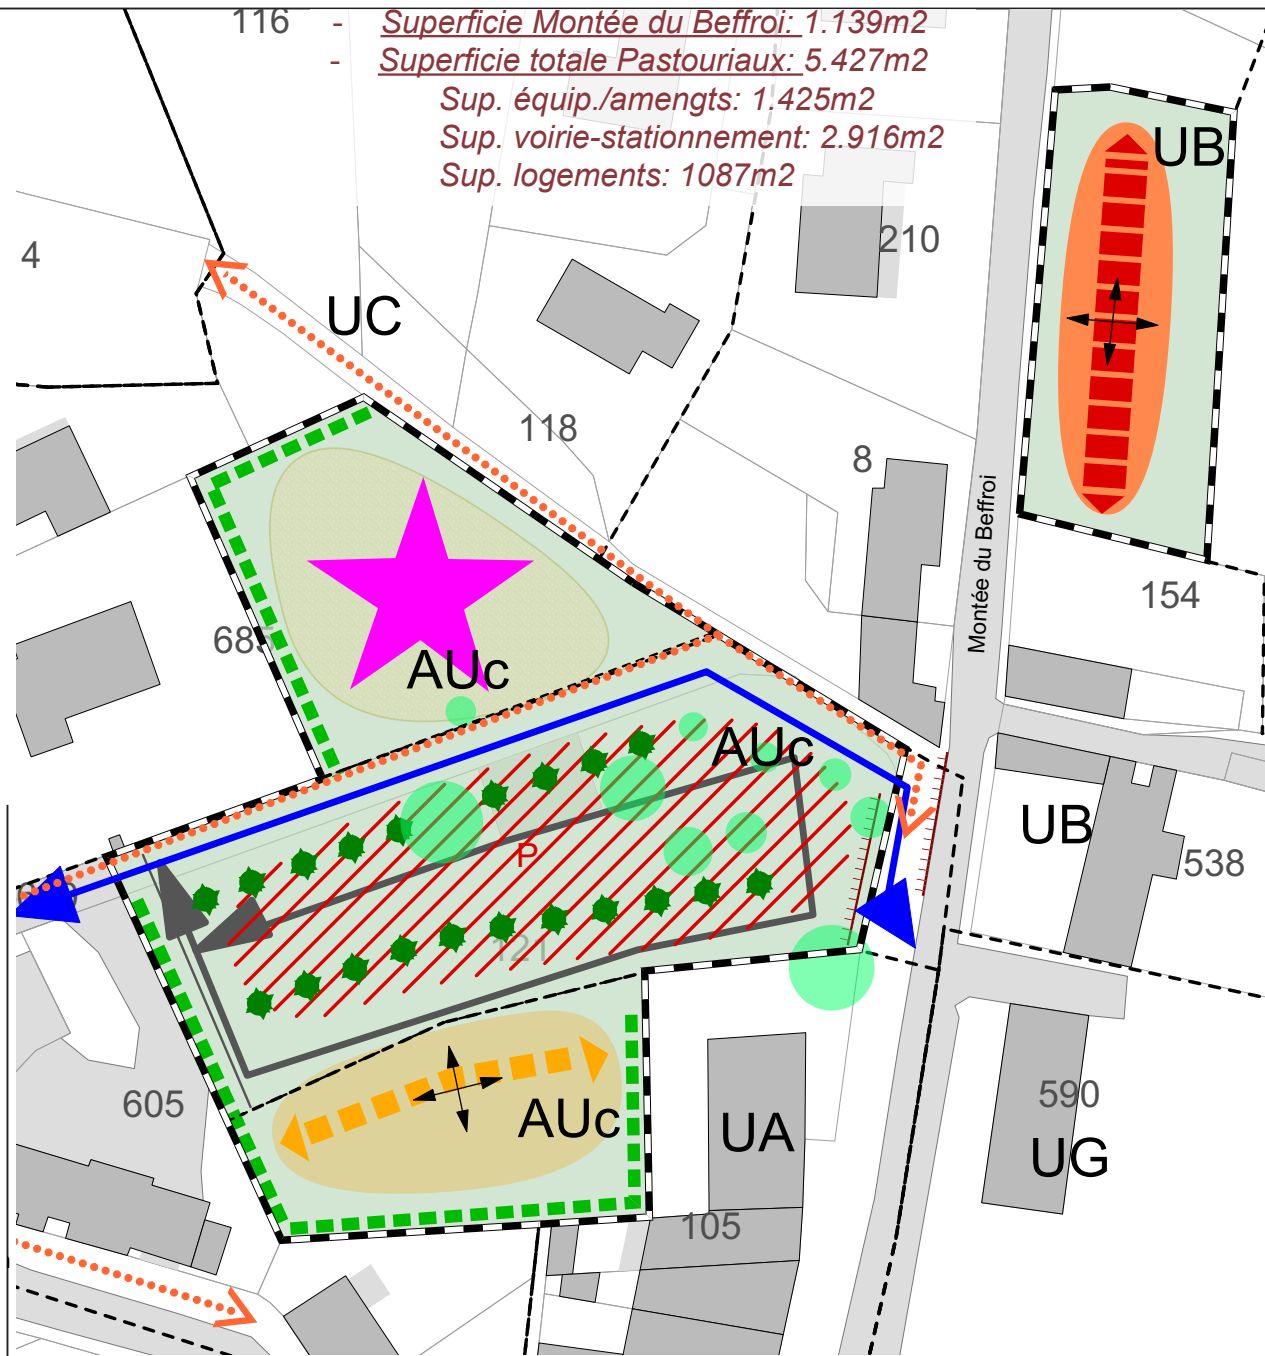 116
- Superficie Montée du Beffroi: 1.139m2
- Superficie totale Pastouriaux: 5.427m2
Sup. équip./amengts: 1.425m2
Sup. voirie-stationnement: 2.916m2
Sup. logements: 1087m2
UB
210
4
UC
118
8
Montée du Beffroi
154
685
AUc
AUc
UB
P
538
121
605
AUc
UA
590
UG
105